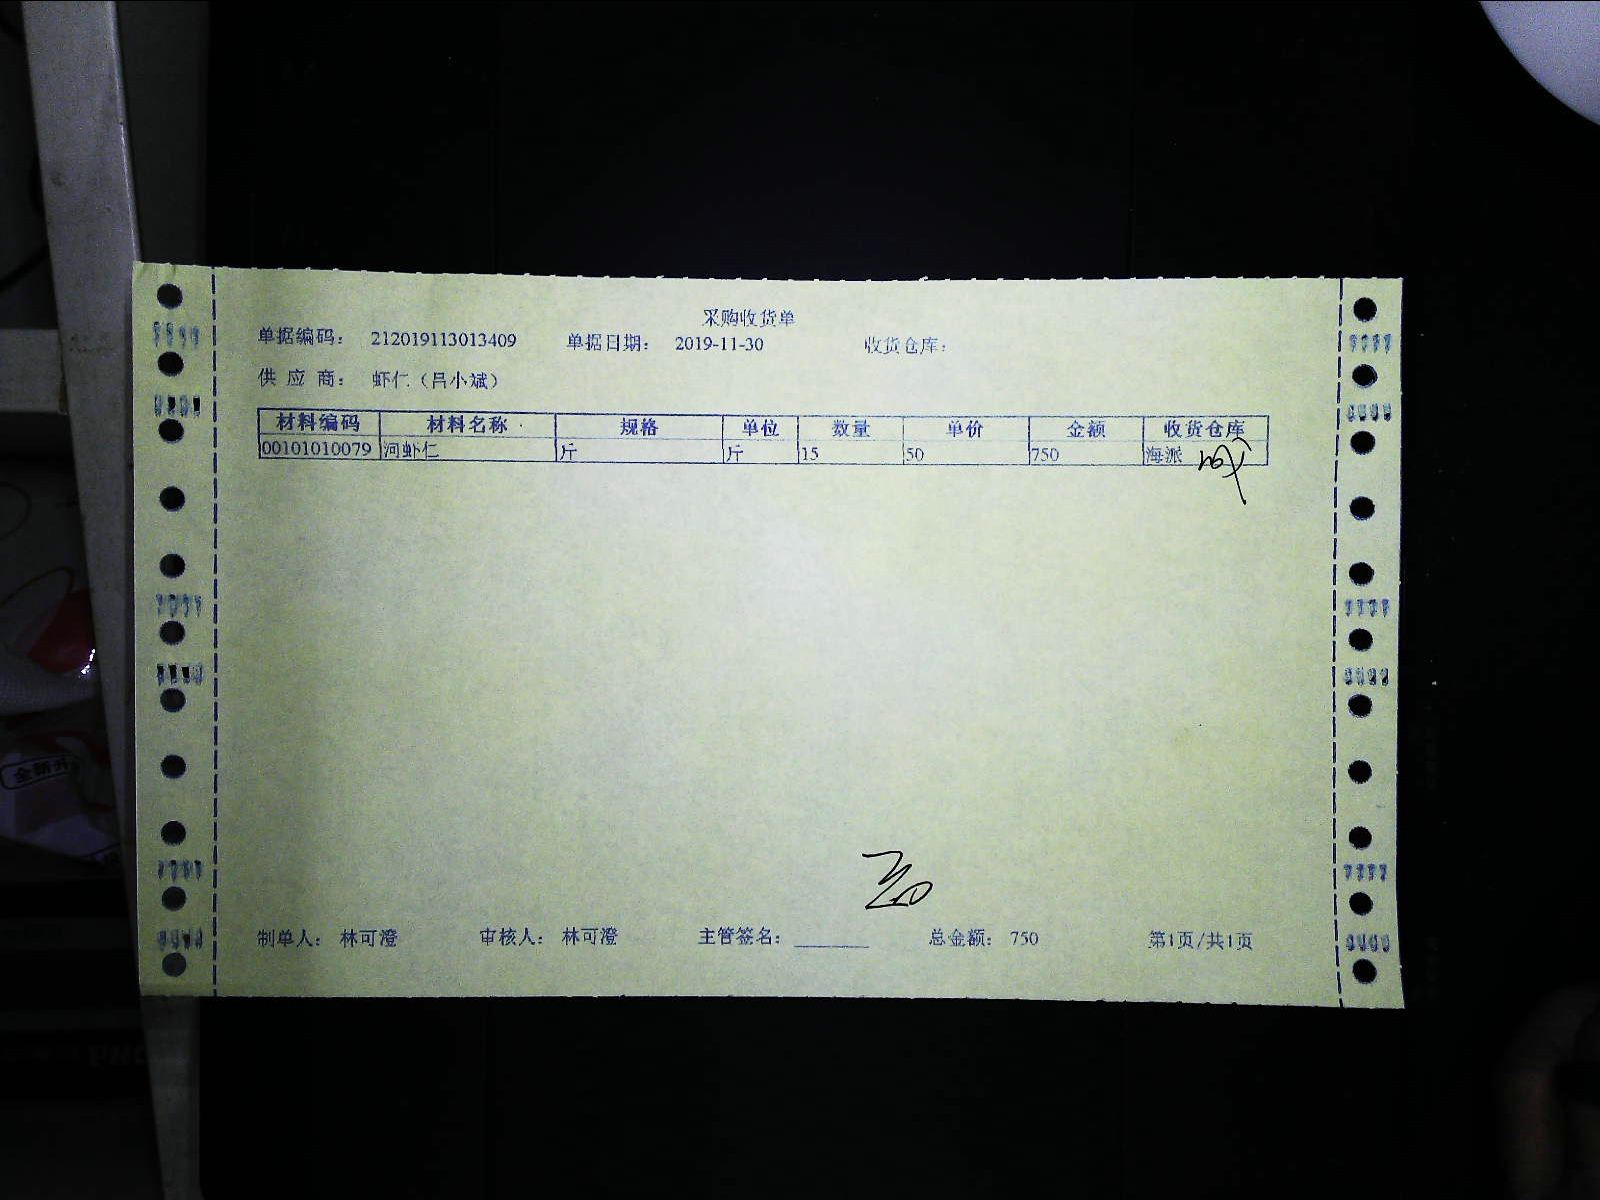 采购收货单
单据编码： 212019113013409 单据日期： 2019-11-30 收货仓库：
供 应 商： 虾仁（吕小斌）
材料编码 材料名称 规格 单位 数量 单价 金额 收货仓库
00101010079 河虾仁 斤 斤 15 50 750 海派
制单人： 林可澄 审核人： 林可澄 主管签名： 总金额： 750 第1页/共1页